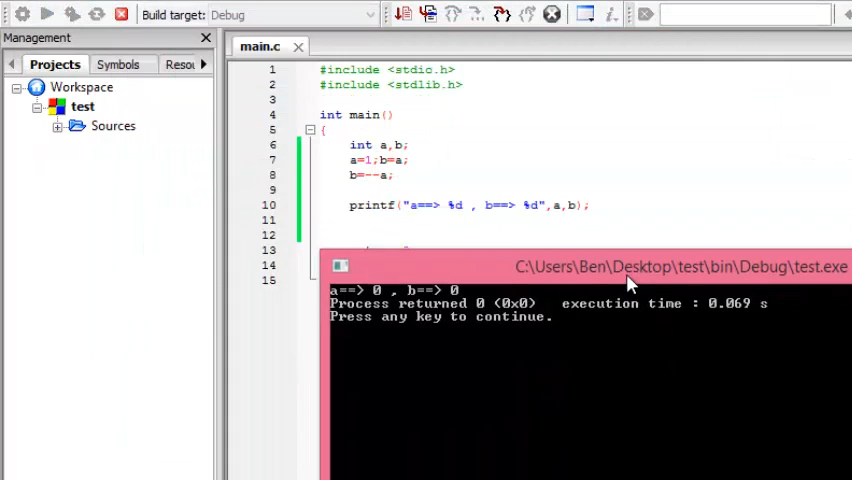 Build target: Debug
Management
Projects Symbols Resou
Workspace
test
Sources
main.c
1 #include <stdio.h>
2 #include <stdlib.h>
3
4 int main()
5 {
6 int a,b;
7 a=1;b=a;
8 b=--a;
9
10 printf("a==> %d , b==> %d",a,b);
11
12
13
14
15
C:\Users\Ben\Desktop\test\bin\Debug\test.exe
a==> 0 , b==> 0
Process returned 0 (0x0) execution time : 0.069 s
Press any key to continue.